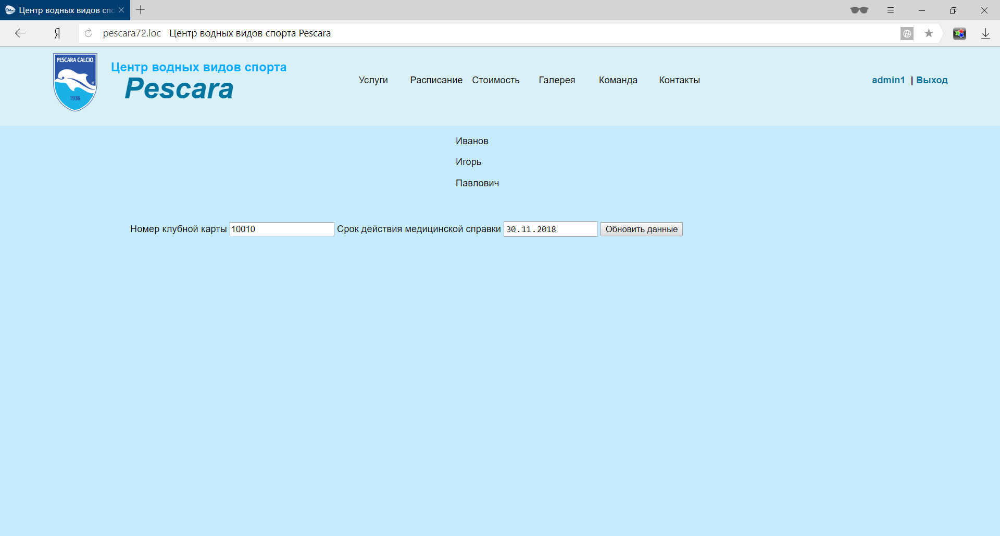 Центр водных видов спо
Я
pescara72.loc Центр водных видов спорта Pescara
PESCARA CALCIO
1936
®
Центр водных видов спорта
Pescara
Услуги Расписание Стоимость Галерея Команда Контакты
admin1 | Выход
Иванов
Игорь
Павлович
Номер клубной карты 10010 Срок действия медицинской справки 30.11.2018 Обновить данные